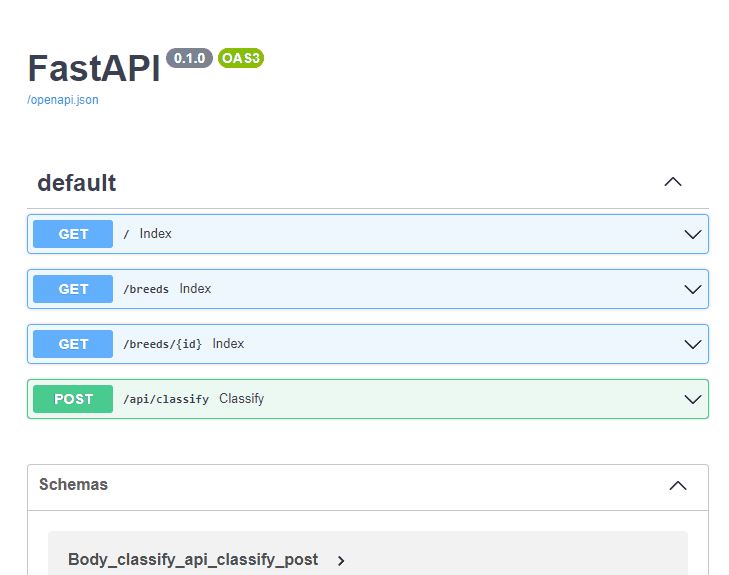 FastAPI 0.1.0 OAS3
/openapi.json
default
GET / Index
GET /breeds Index
GET /breeds/{id} Index
POST /api/classify Classify
Schemas
Body_classify_api_classify_post